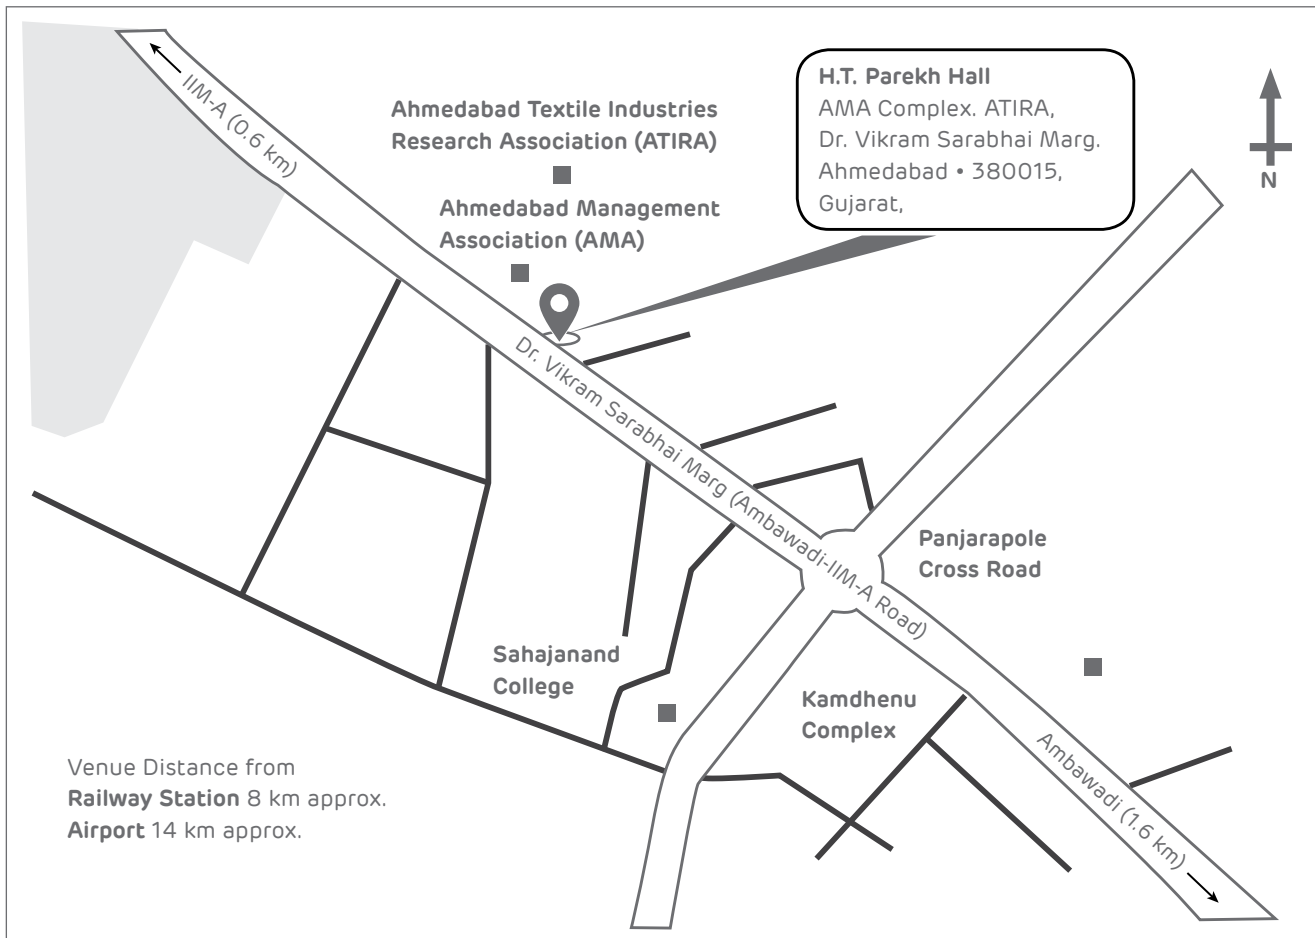 IIM-A (0.6 km)
Ahmedabad Textile Industries
Research Association (ATIRA)
Ahmedabad Management
Association (AMA)
H.T. Parekh Hall
AMA Complex. ATIRA,
Dr. Vikram Sarabhai Marg.
Ahmedabad • 380015,
Gujarat,
N
Dr. Vikram Sarabhai Marg (Ambawadi-IIM-A Road)
Panjarapole
Cross Road
Sahajanand
College
Kamdhenu
Complex
Ambawadi (1.6 km)
Venue Distance from
Railway Station 8 km approx.
Airport 14 km approx.